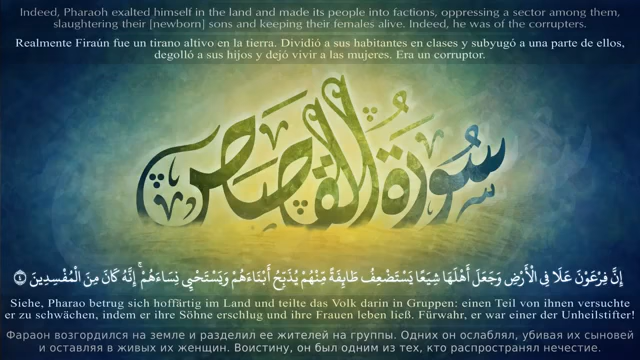 Indeed, Pharaoh exalted himself in the land and made its people into factions, oppressing a sector among them,
slaughtering their [newborn] sons and keeping their females alive. Indeed, he was of the corrupters.
Realmente Firaún fue un tirano altivo en la tierra. Dividió a sus habitantes en clases y subyugó a una parte de ellos,
degolló a sus hijos y dejó vivir a las mujeres. Era un corruptor.
سورة القصص
إِنَّ فِرْعَوْنَ عَلَا فِي الْأَرْضِ وَجَعَلَ أَهْلَهَا شِيَعًا يَسْتَضْعِفُ طَائِفَةً مِّنْهُمْ يُذَبِّحُ أَبْنَاءَهُمْ وَيَسْتَحْيِي نِسَاءَهُمْ ۚ إِنَّهُ كَانَ مِنَ الْمُفْسِدِينَ ٤
Siehe, Pharao betrug sich hoffärtig im Land und teilte das Volk darin in Gruppen: einen Teil von ihnen versuchte
er zu schwächen, indem er ihre Söhne erschlug und ihre Frauen leben ließ. Fürwahr, er war einer der Unheilstifter!
Фараон возгордился на земле и разделил ее жителей на группы. Одних он ослаблял, убивая их сыновей
и оставляя в живых их женщин. Воистину, он был одним из тех, кто распространял нечестие.